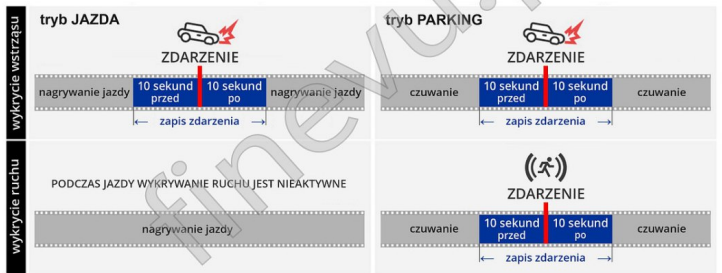 tryb JAZDA
tryb PARKING
wykrycie wstrząsu
ZDARZENIE
nagrywanie jazdy
10 sekund
przed
10 sekund
po
nagrywanie jazdy
zapis zdarzenia
ZDARZENIE
czuwanie
10 sekund
przed
10 sekund
po
czuwanie
zapis zdarzenia
wykrycie ruchu
PODCZAS JAZDY WYKRYWANIE RUCHU JEST NIEAKTYWNE
nagrywanie jazdy
ZDARZENIE
czuwanie
10 sekund
przed
10 sekund
po
czuwanie
zapis zdarzenia
finevu.